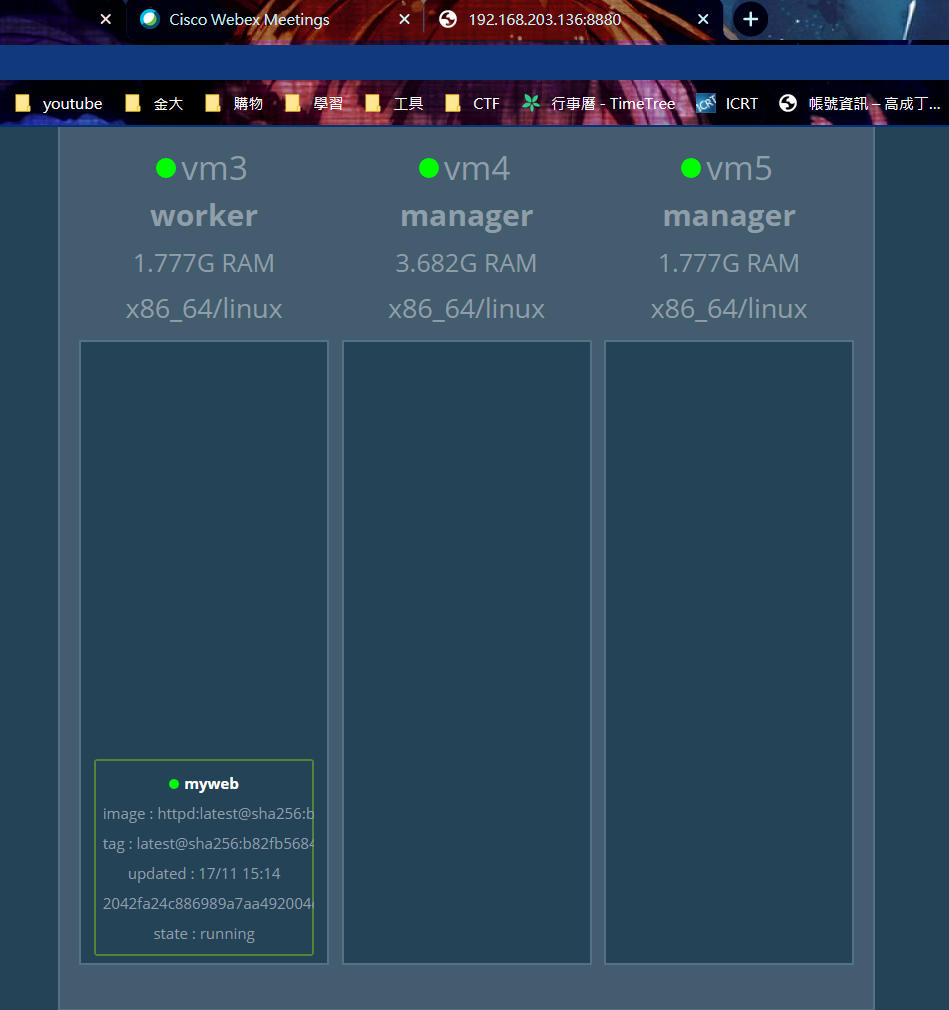 Cisco Webex Meetings
192.168.203.136:8880
youtube
金大
購物
學習
工具
CTF
行事曆 - TimeTree
ICRT
帳號資訊 – 高成丁...
vm3
worker
1.777G RAM
x86_64/linux
vm4
manager
3.682G RAM
x86_64/linux
vm5
manager
1.777G RAM
x86_64/linux
myweb
image : httpd:latest@sha256:b
tag : latest@sha256:b82fb5684
updated : 17/11 15:14
2042fa24c886989a7aa492004
state : running